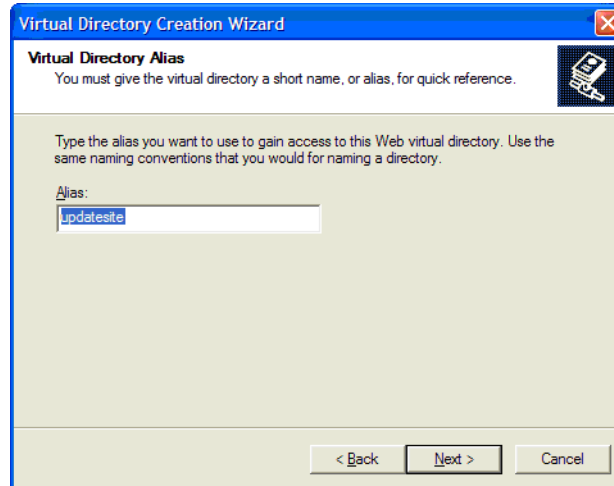 Virtual Directory Creation Wizard
Virtual Directory Alias
You must give the virtual directory a short name, or alias, for quick reference.
Type the alias you want to use to gain access to this Web virtual directory. Use the
same naming conventions that you would for naming a directory.
Alias:
updatesite
< Back Next > Cancel